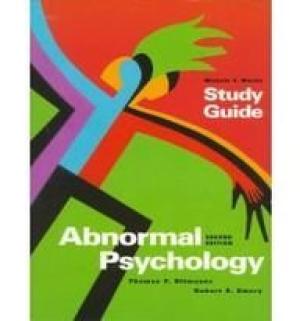 Study
Guide
Abnormal
SECOND
EDITION
Psychology
Thomas F. Oltmanns
Robert E. Emery